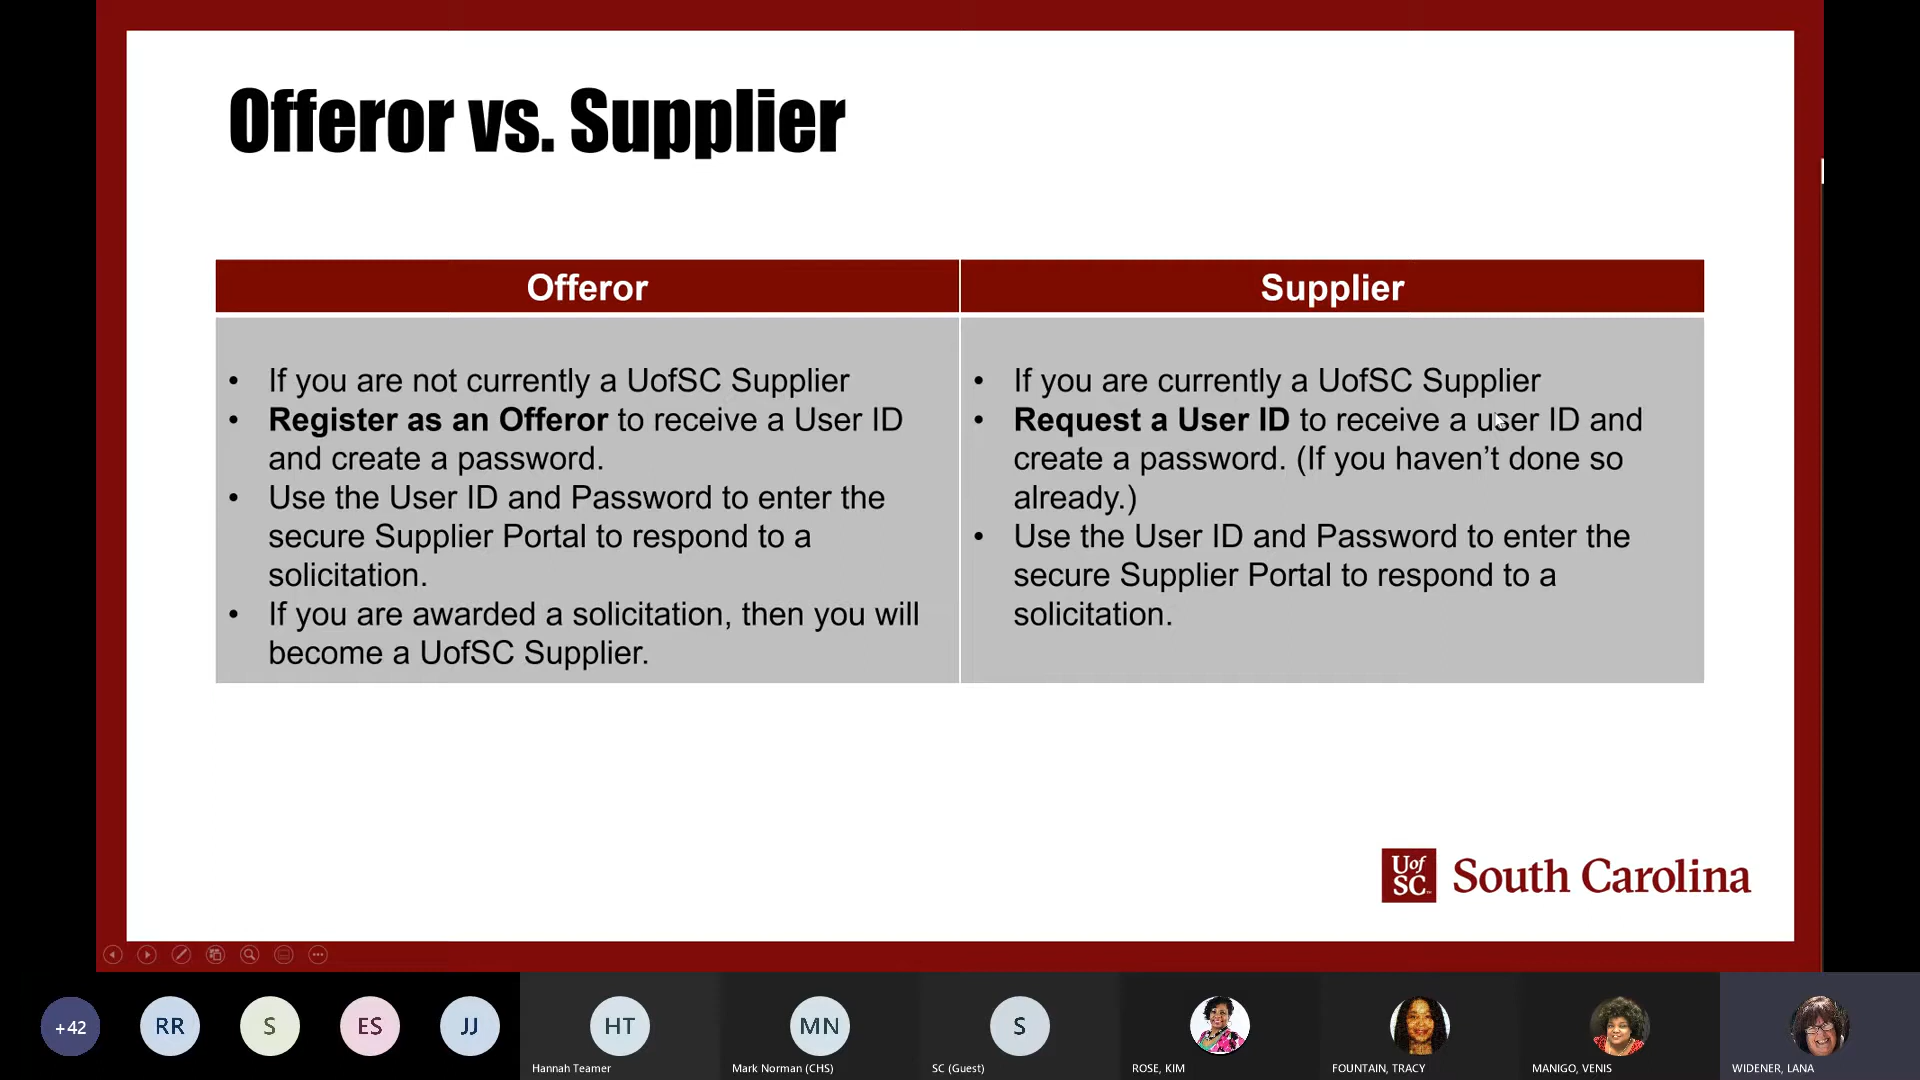 Offeror vs. Supplier
Offeror
Supplier
• If you are not currently a UofSC Supplier
• Register as an Offeror to receive a User ID
and create a password.
• Use the User ID and Password to enter the
secure Supplier Portal to respond to a
solicitation.
• If you are awarded a solicitation, then you will
become a UofSC Supplier.
• If you are currently a UofSC Supplier
• Request a User ID to receive a user ID and
create a password. (If you haven’t done so
already.)
• Use the User ID and Password to enter the
secure Supplier Portal to respond to a
solicitation.
Uof
SC
South Carolina
+42
RR
S
ES
JJ
HT
MN
S
Hannah Teamer
Mark Norman (CHS)
SC (Guest)
ROSE, KIM
FOUNTAIN, TRACY
MANIGO, VENIS
WIDENER, LANA